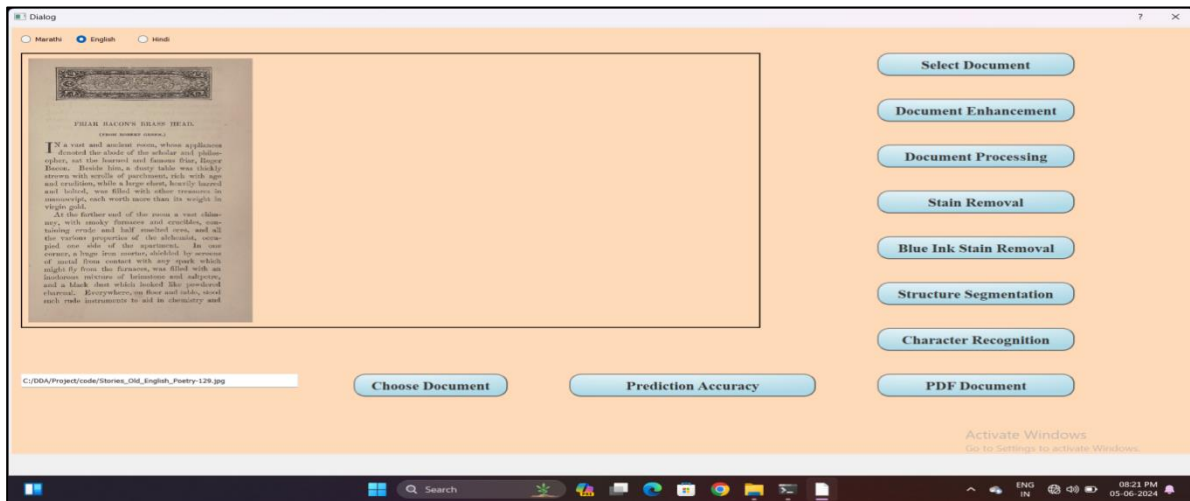 Dialog
? ×
Marathi English Hindi
Select Document
Document Enhancement
Document Processing
Stain Removal
Blue Ink Stain Removal
Structure Segmentation
Character Recognition
PDF Document
FRIAR BACON'S BRASS HEAD.
(FROM ROBERT GREENE.)
IN a vast and ancient room, whose appliances
denoted the abode of the scholar and philos-
opher, sat the learned and famous friar, Roger
Bacon. Beside him, a dusty table was thickly
strewn with scrolls of parchment, rich with age
and erudition, while a large chest, heavily barred
and bolted, was filled with other treasures in
manuscript, each worth more than its weight in
virgin gold.
At the further end of the room a vast chim-
ney, with smoky furnaces and crucibles, con-
taining crude and half smelted ores, and all
the various properties of the alchemist, occu-
pied one side of the apartment. In one
corner, a huge iron mortar, shielded by screens
of metal from contact with any spark which
might fly from the furnaces, was filled with an
inodorous mixture of brimstone and saltpetre,
and a black dust which looked like powdered
charcoal. Everywhere, on floor and table, stood
such rude instruments to aid in chemistry and
C:/DDA/Project/code/Stories_Old_English_Poetry-129.jpg
Choose Document
Prediction Accuracy
Activate Windows
Go to Settings to activate Windows.
Search
ENG
IN
08:21 PM
05-06-2024